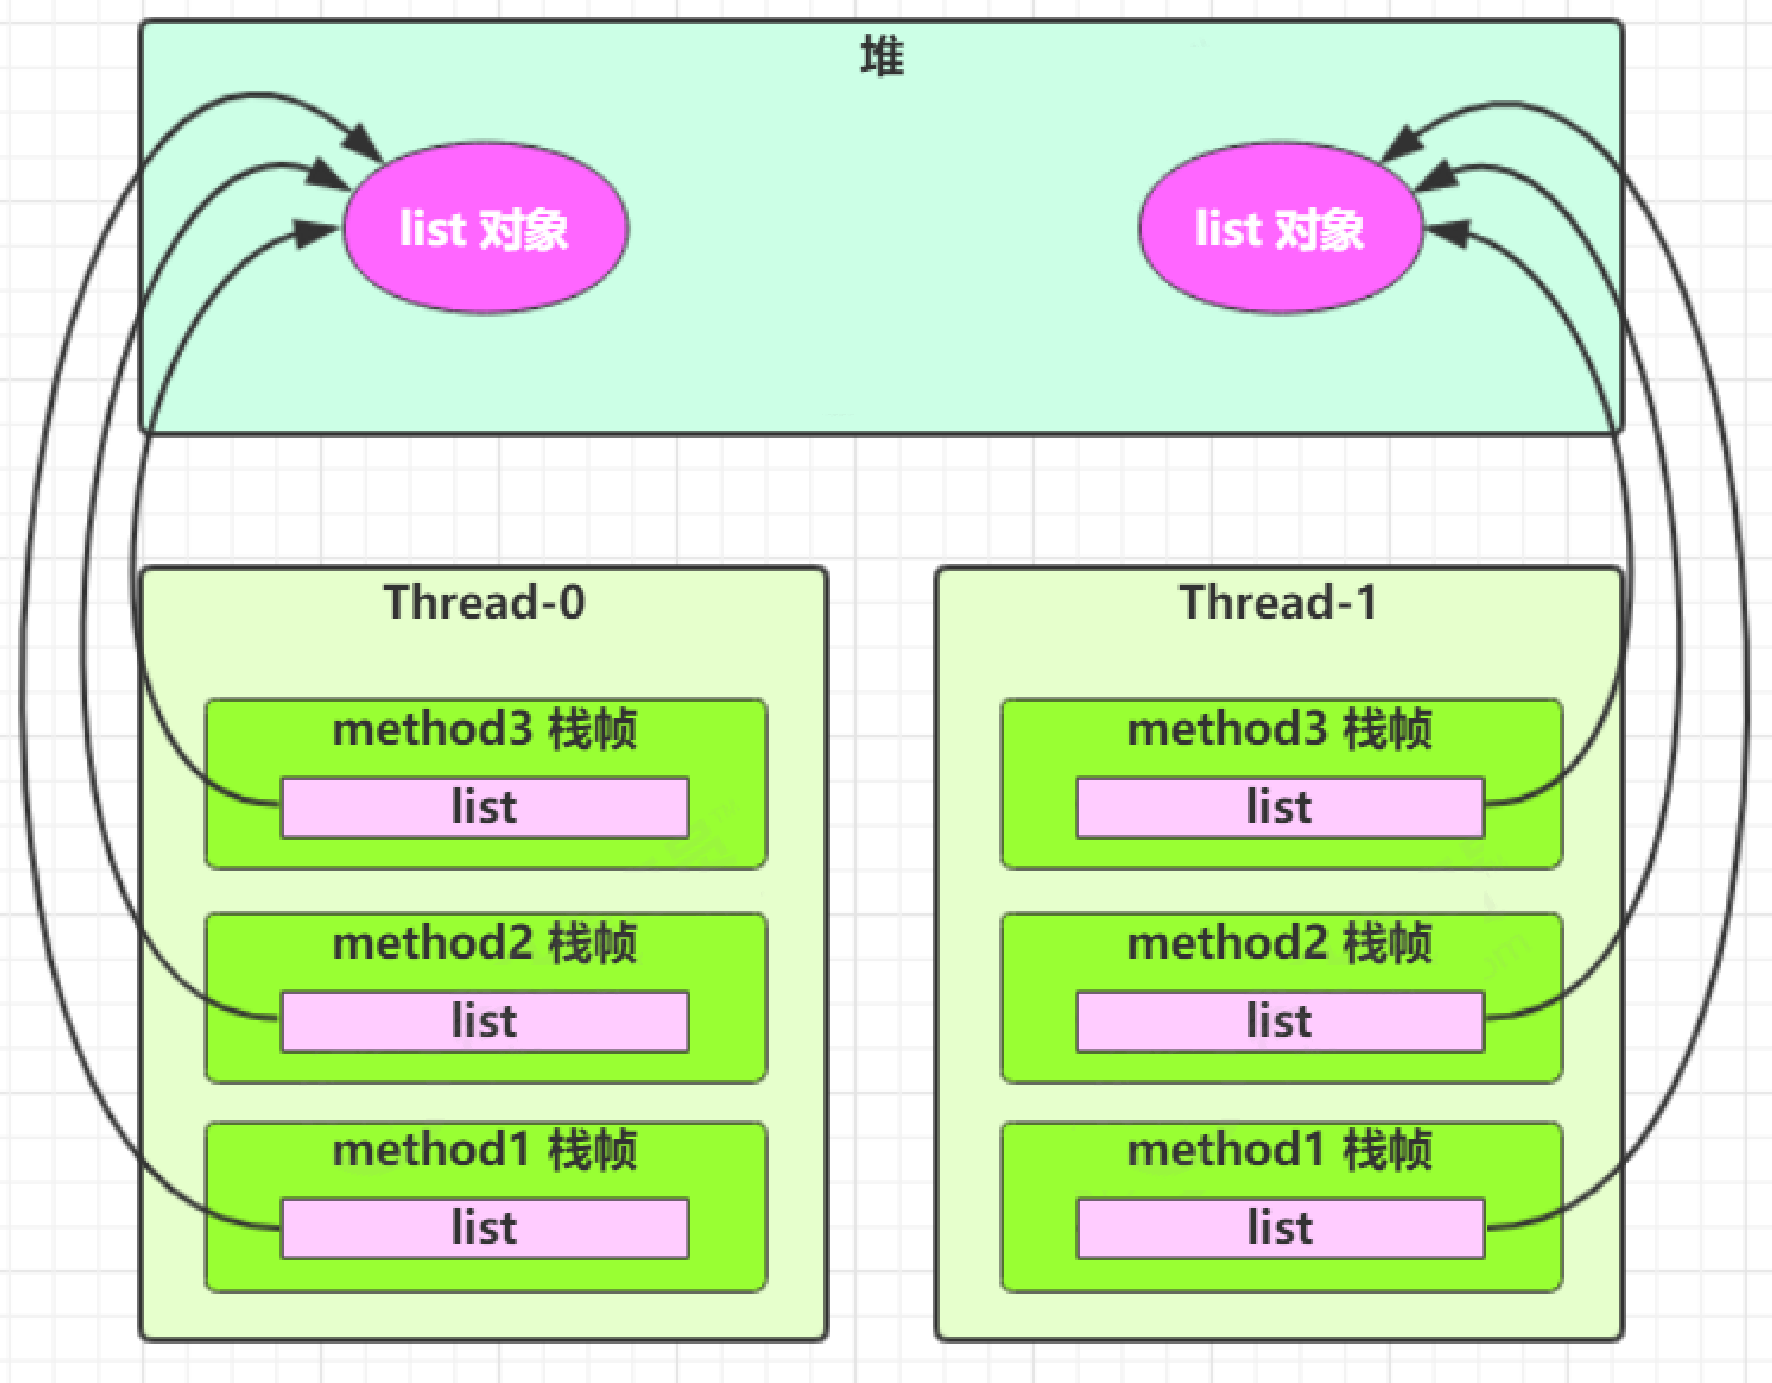 堆
list 对象
list 对象
Thread-0
method3 栈帧
list
method2 栈帧
list
method1 栈帧
list
Thread-1
method3 栈帧
list
method2 栈帧
list
method1 栈帧
list